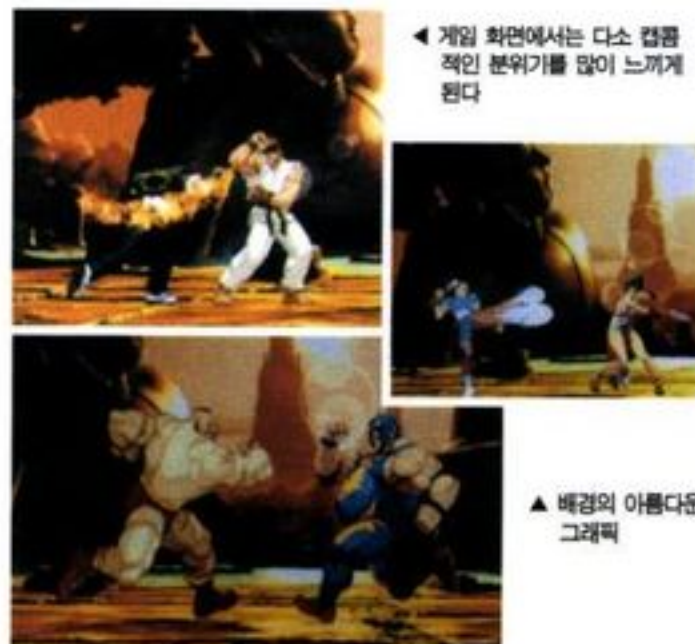 ◀ 게임 화면에서는 다소 캡콤
적인 분위기를 많이 느끼게
된다
▲ 배경의 아름다운
그래픽